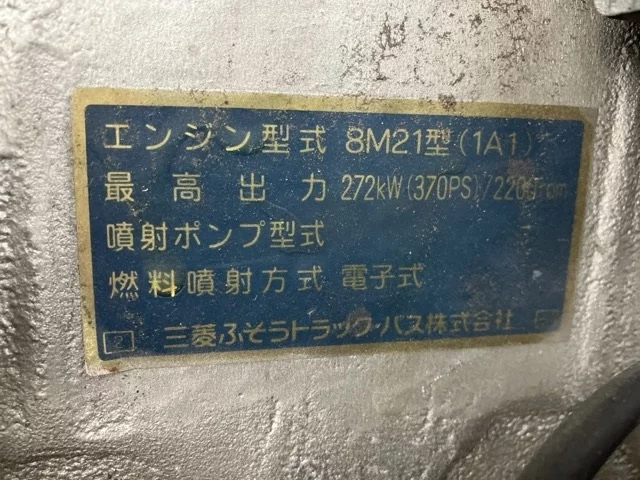 エンジン型式 8M21型(1A1)
最高出力 272kW(370PS)/2200rpm
噴射ポンプ型式
燃料噴射方式 電子式
2 三菱ふそうトラック・バス株式会社